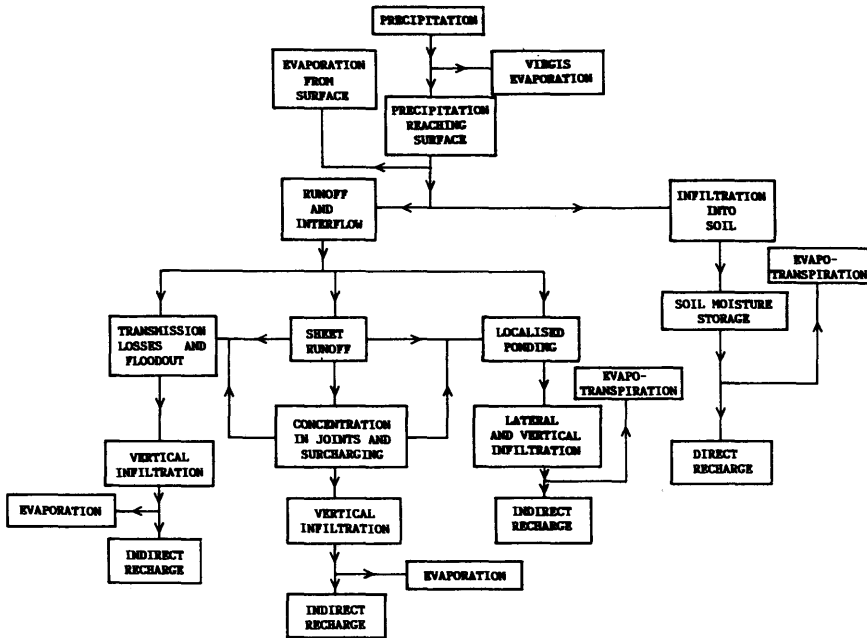 PRECIPITATION
EVAPORATION
FROM
SURFACE
VIRGIS
EVAPORATION
PRECIPITATION
REACHING
SURFACE
RUNOFF
AND
INTERFLOW
INFILTRATION
INTO
SOIL
EVAPO-
TRANSPIRATION
SOIL MOISTURE
STORAGE
TRANSMISSION
LOSSES AND
FLOODOUT
SHEET
RUNOFF
LOCALISED
PONDING
EVAPO-
TRANSPIRATION
CONCENTRATION
IN JOINTS AND
SURCHARGING
LATERAL
AND VERTICAL
INFILTRATION
DIRECT
RECHARGE
VERTICAL
INFILTRATION
EVAPORATION
VERTICAL
INFILTRATION
INDIRECT
RECHARGE
INDIRECT
RECHARGE
EVAPORATION
INDIRECT
RECHARGE